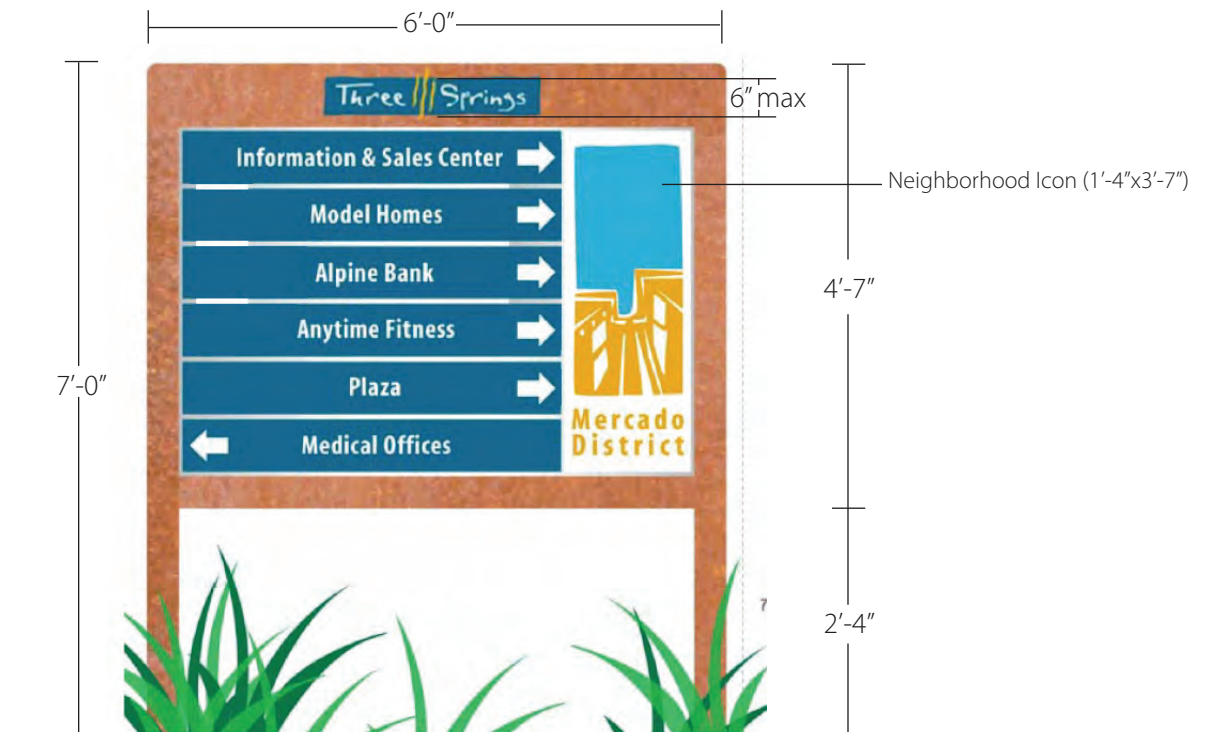 6′-0″
Three Springs
6″ max
Information & Sales Center
Neighborhood Icon (1′-4″x3′-7″)
Model Homes
Alpine Bank
4′-7″
Anytime Fitness
7′-0″
Plaza
Mercado
District
Medical Offices
2′-4″